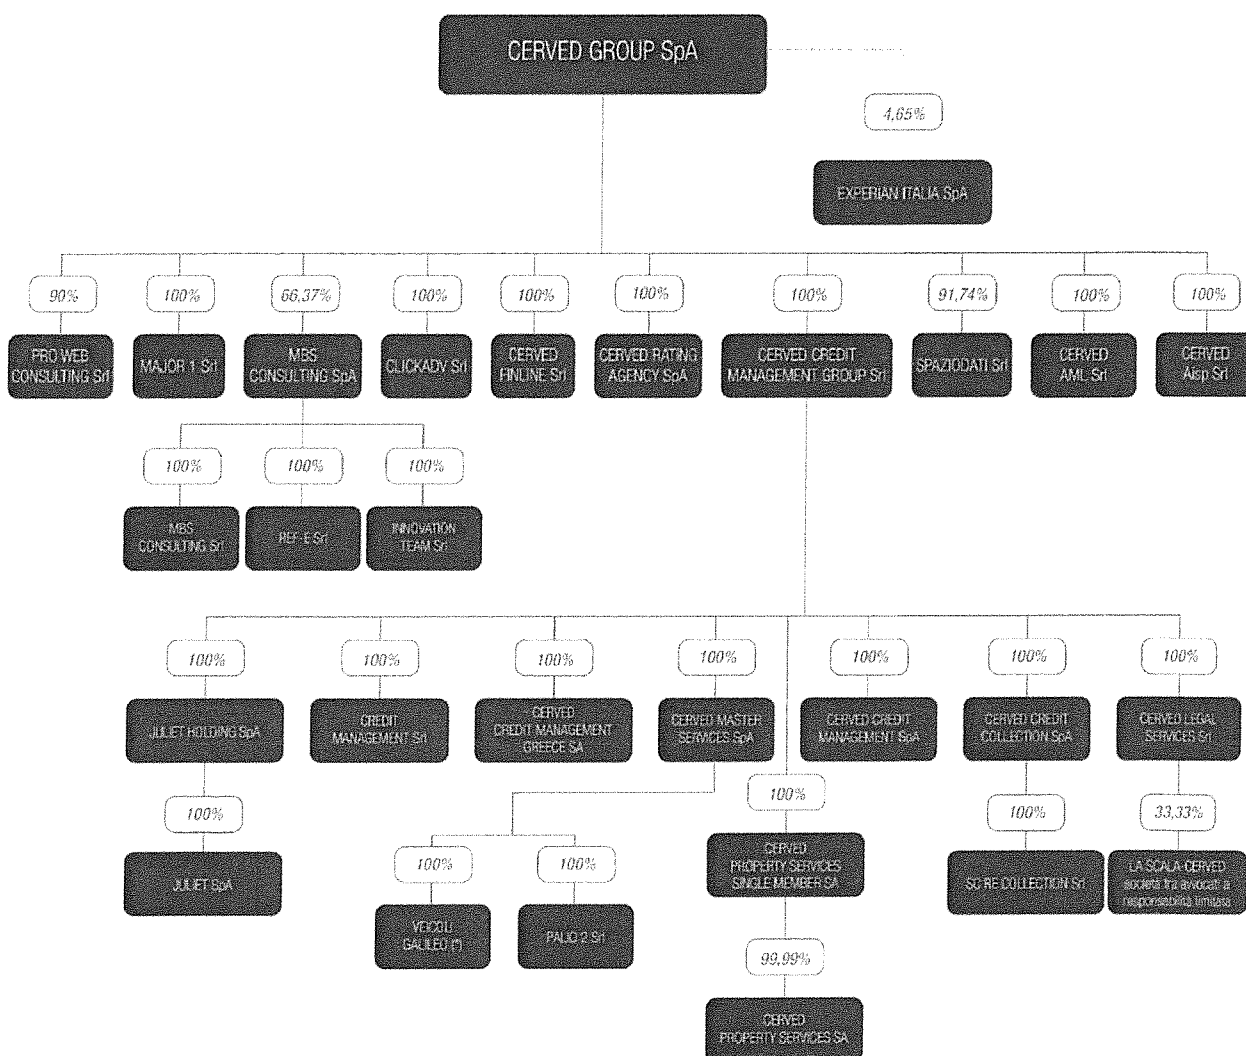 CERVED GROUP SpA
4,65%
EXPERIAN ITALIA SpA
90%
100%
66,37%
100%
100%
100%
100%
91,74%
100%
100%
PRO WEB
CONSULTING Srl
MAJOR 1 Srl
MBS
CONSULTING SpA
CLICKADV Srl
CERVED
FINLINE Srl
CERVED RATING
AGENCY SpA
CERVED CREDIT
MANAGEMENT GROUP Srl
SPAZIODATI Srl
CERVED
AML Srl
CERVED
Aisp Srl
100%
100%
100%
MBS
CONSULTING Srl
REF-E Srl
INNOVATION
TEAM Srl
100%
100%
100%
100%
100%
100%
100%
JULIET HOLDING SpA
CREDIT
MANAGEMENT Srl
CERVED
CREDIT MANAGEMENT
GREECE SA
CERVED MASTER
SERVICES SpA
CERVED CREDIT
MANAGEMENT SpA
CERVED CREDIT
COLLECTION SpA
CERVED LEGAL
SERVICES Srl
100%
100%
100%
33,33%
JULIET SpA
100%
100%
CERVED
PROPERTY SERVICES
SINGLE MEMBER SA
SC RE COLLECTION Srl
LA SCALA-CERVED
società tra avvocati a
responsabilità limitata
VEICOLI
GALILEO (*)
PALIO 2 Srl
99,99%
CERVED
PROPERTY SERVICES SA